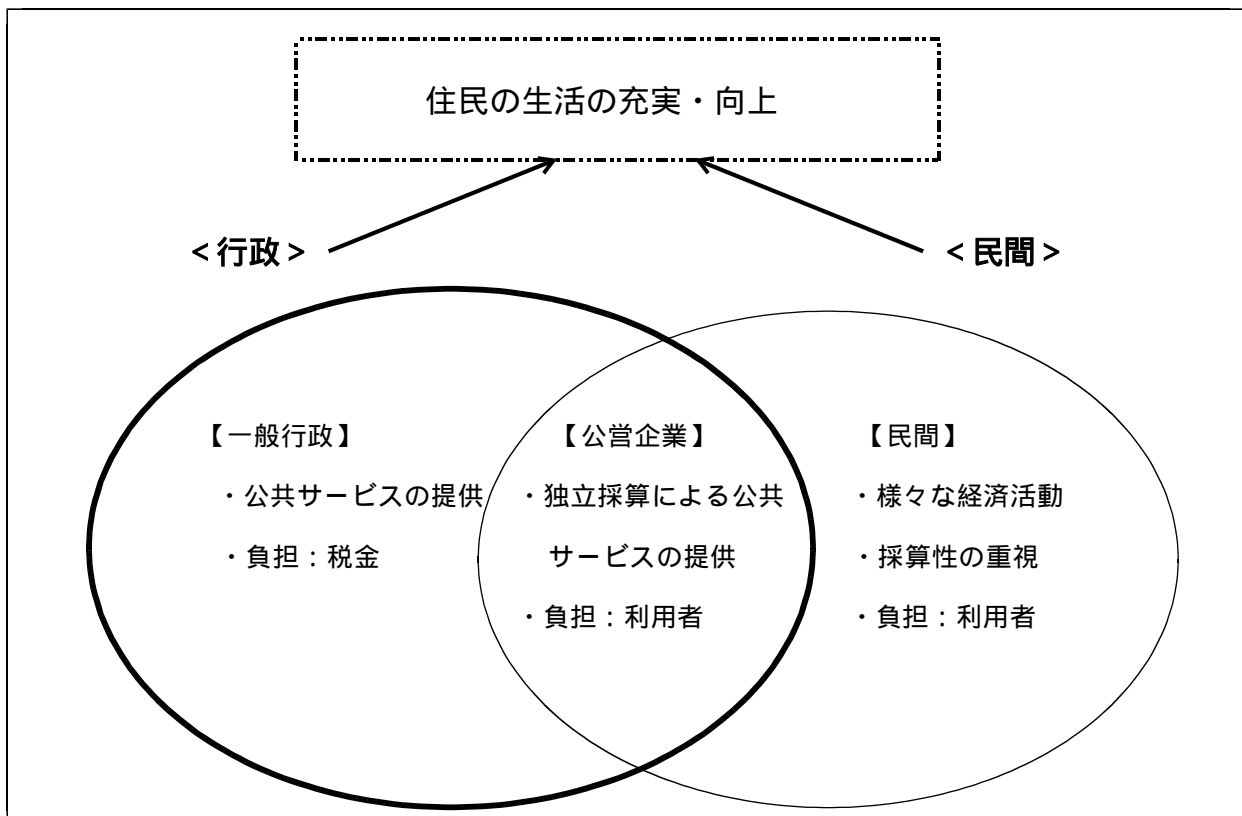 住民の生活の充実・向上
<行政>
<民間>
【一般行政】
・公共サービスの提供
・負担：税金
【公営企業】
・独立採算による公共
サービスの提供
・負担：利用者
【民間】
・様々な経済活動
・採算性の重視
・負担：利用者